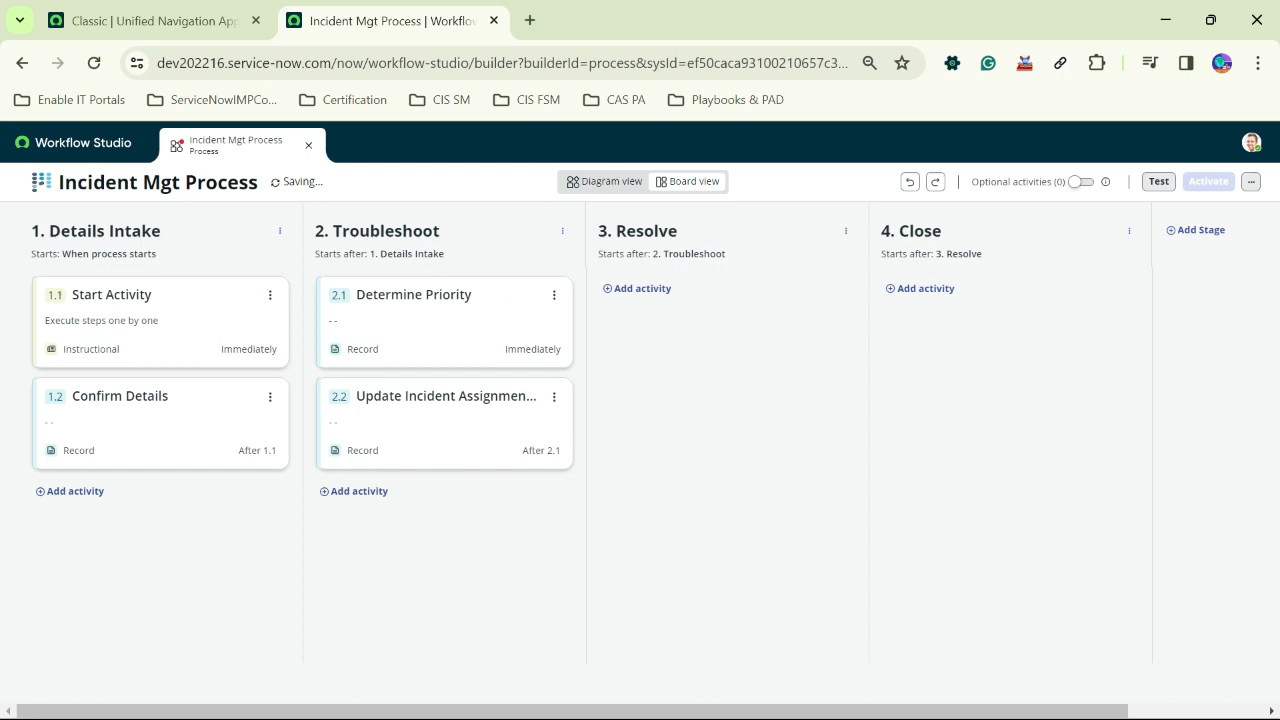 Classic | Unified Navigation App
Incident Mgt Process | Workflow
dev202216.service-now.com/now/workflow-studio/builder?builderId=process&sysId=ef50caca93100210657c3...
Enable IT Portals
ServiceNowIMPCo...
Certification
CIS SM
CIS FSM
CAS PA
Playbooks & PAD
Workflow Studio
Incident Mgt Process
Process
Incident Mgt Process
Saving...
Diagram view
Board view
Optional activities (0)
Test
Activate
1. Details Intake
Starts: When process starts
1.1 Start Activity
Execute steps one by one
Instructional
Immediately
1.2 Confirm Details
--
Record
After 1.1
Add activity
2. Troubleshoot
Starts after: 1. Details Intake
2.1 Determine Priority
--
Record
Immediately
2.2 Update Incident Assignmen...
--
Record
After 2.1
Add activity
3. Resolve
Starts after: 2. Troubleshoot
Add activity
4. Close
Starts after: 3. Resolve
Add activity
Add Stage